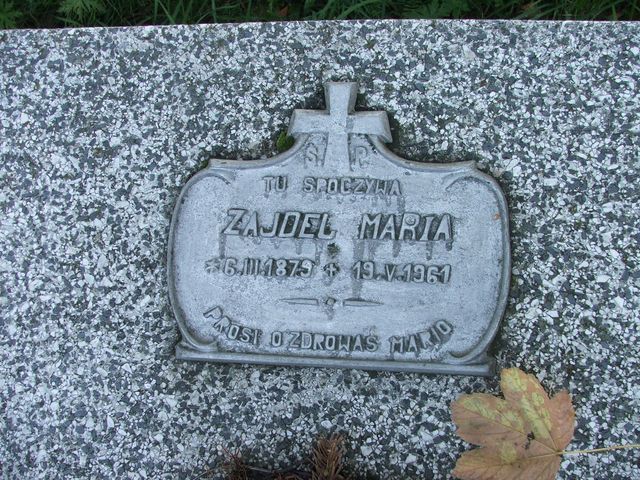 Ś P
TU SPOCZYWA
ZAJDEL MARIA
*6.III.1879 + 19.V.1961
PROSI O ZDROWAŚ MARIO